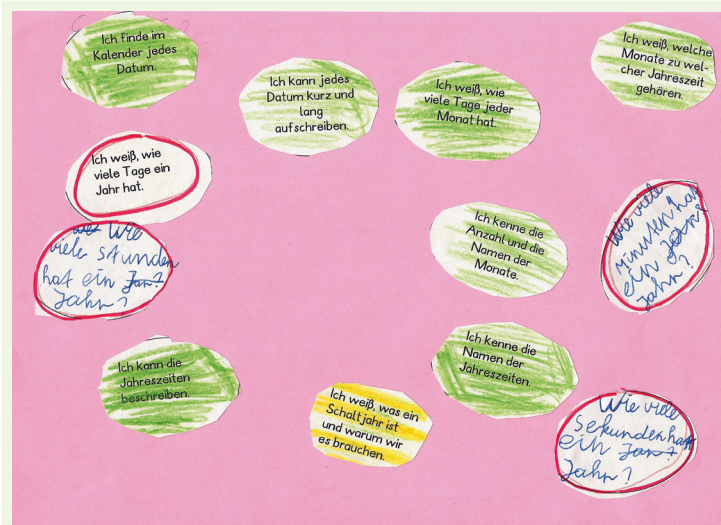 Ich finde im
Kalender jedes
Datum.
Ich kann jedes
Datum kurz und
lang
aufschreiben.
Ich weiß, wie
viele Tage jeder
Monat hat.
Ich weiß, welche
Monate zu wel-
cher Jahreszeit
gehören.
Ich weiß, wie
viele Tage ein
Jahr hat.
Wie
viele stunden
hat ein Jar?
Jahr?
Ich kenne die
Anzahl und die
Namen der
Monate.
Wie viele
minuten hat
ein Jar?
Jahr?
Ich kann die
Jahreszeiten
beschreiben.
Ich weiß, was ein
Schaltjahr ist
und warum wir
es brauchen.
Ich kenne die
Namen der
Jahreszeiten.
Wie viele
sekunden hat
ein Jar?
Jahr?